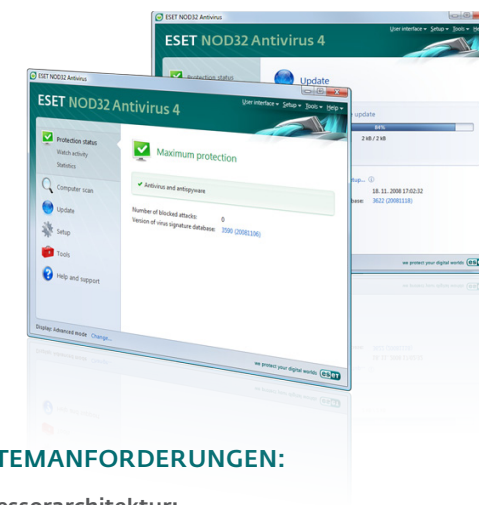 ESET NOD32 Antivirus
ESET NOD32 Antivirus 4
User interface Setup Tools
Protection status
Update
update
84%
2 kB / 2 kB
18. 11. 2008 17:02:32
3622 (20081118)
we protect your digital worlds
ESET NOD32 Antivirus
ESET NOD32 Antivirus 4
User interface Setup Tools Help
Protection status
Watch activity
Statistics
Computer scan
Update
Setup
Tools
Help and support
Maximum protection
Antivirus and antispyware
Number of blocked attacks: 0
Version of virus signature database: 3590 (20081106)
Display: Advanced mode Change...
we protect your digital worlds eset
TEMANFORDERUNGEN: